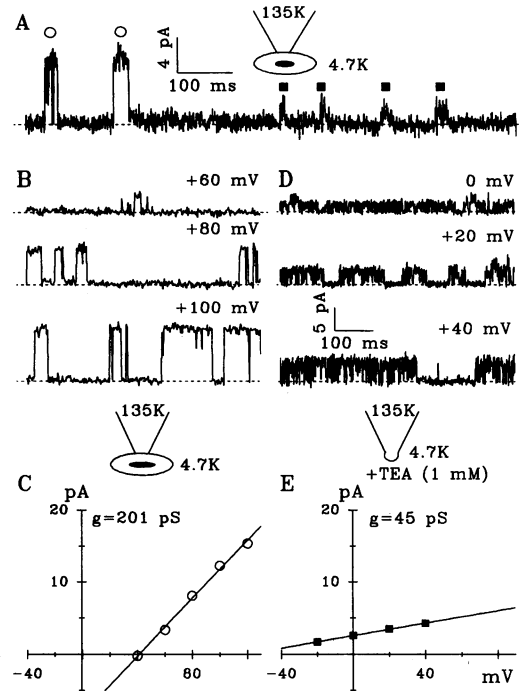 A
135K
4.7K
4 pA
100 ms
B
+60 mV
+80 mV
+100 mV
D
0 mV
+20 mV
+40 mV
5 pA
100 ms
135K
4.7K
135K
4.7K
+TEA (1 mM)
C
pA
20
g=201 pS
10
-40
80
E
pA
20
g=45 pS
10
-40
40
mV